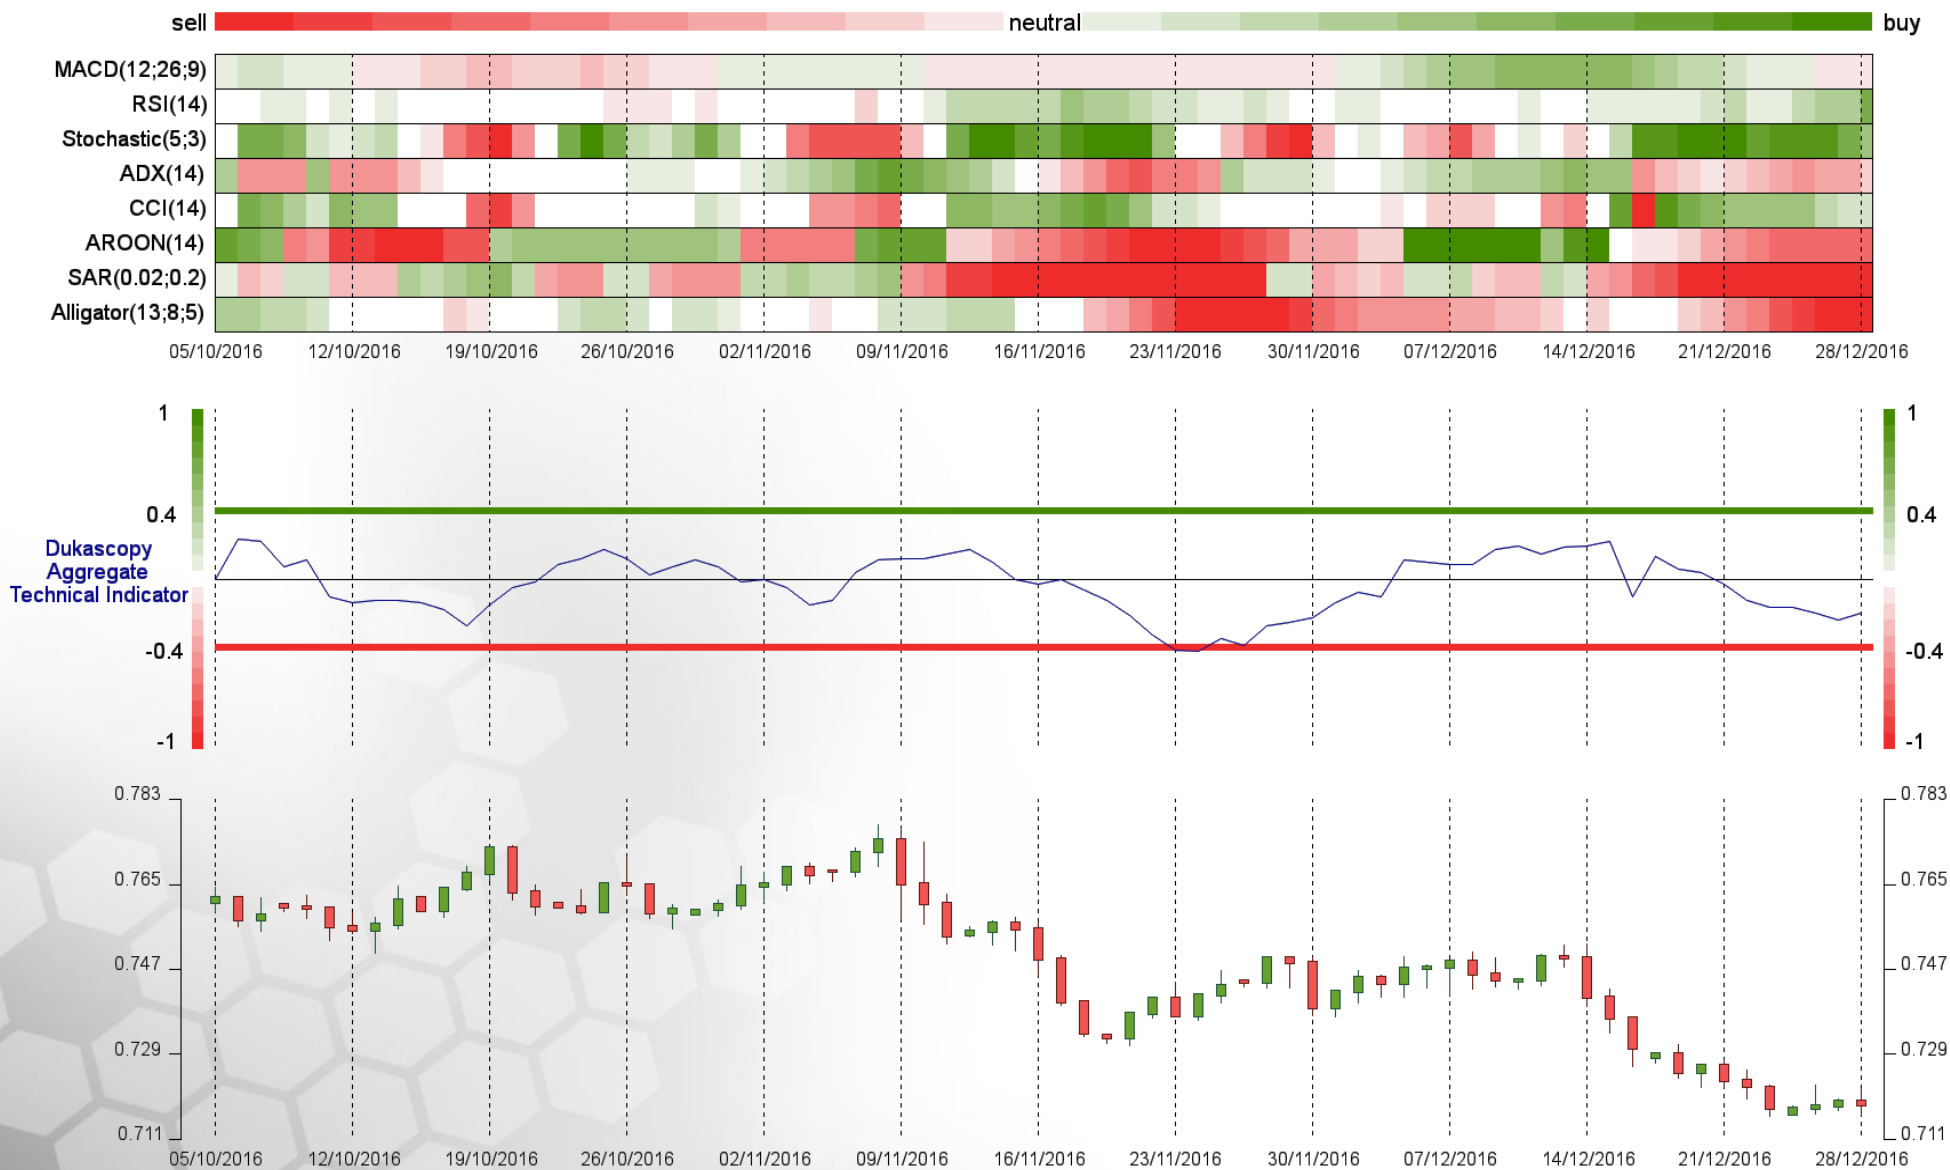 sell neutral buy
MACD(12;26;9)
RSI(14)
Stochastic(5;3)
ADX(14)
CCI(14)
AROON(14)
SAR(0.02;0.2)
Alligator(13;8;5)
05/10/2016 12/10/2016 19/10/2016 26/10/2016 02/11/2016 09/11/2016 16/11/2016 23/11/2016 30/11/2016 07/12/2016 14/12/2016 21/12/2016 28/12/2016
1 1
0.4 0.4
Dukascopy
Aggregate
Technical Indicator
-0.4 -0.4
-1 -1
0.783 0.783
0.765 0.765
0.747 0.747
0.729 0.729
0.711 0.711
05/10/2016 12/10/2016 19/10/2016 26/10/2016 02/11/2016 09/11/2016 16/11/2016 23/11/2016 30/11/2016 07/12/2016 14/12/2016 21/12/2016 28/12/2016